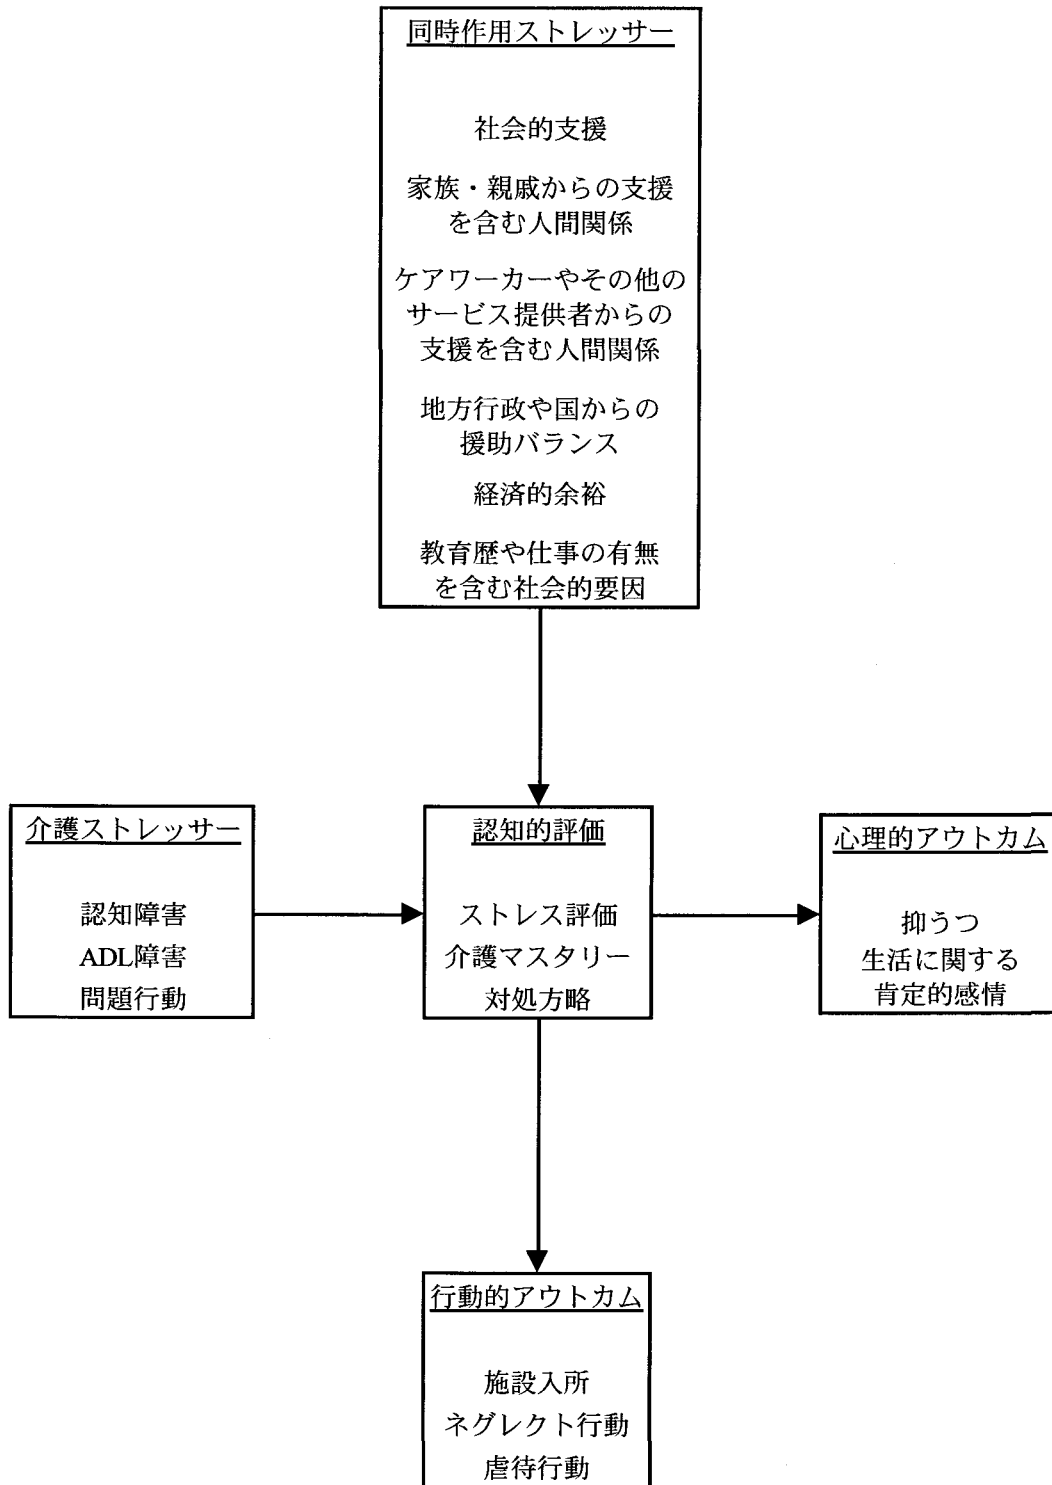 同時作用ストレッサー
社会的支援
家族・親戚からの支援
を含む人間関係
ケアワーカーやその他の
サービス提供者からの
支援を含む人間関係
地方行政や国からの
援助バランス
経済的余裕
教育歴や仕事の有無
を含む社会的要因
介護ストレッサー
認知障害
ADL障害
問題行動
認知的評価
ストレス評価
介護マスタリー
対処方略
心理的アウトカム
抑うつ
生活に関する
肯定的感情
行動的アウトカム
施設入所
ネグレクト行動
虐待行動